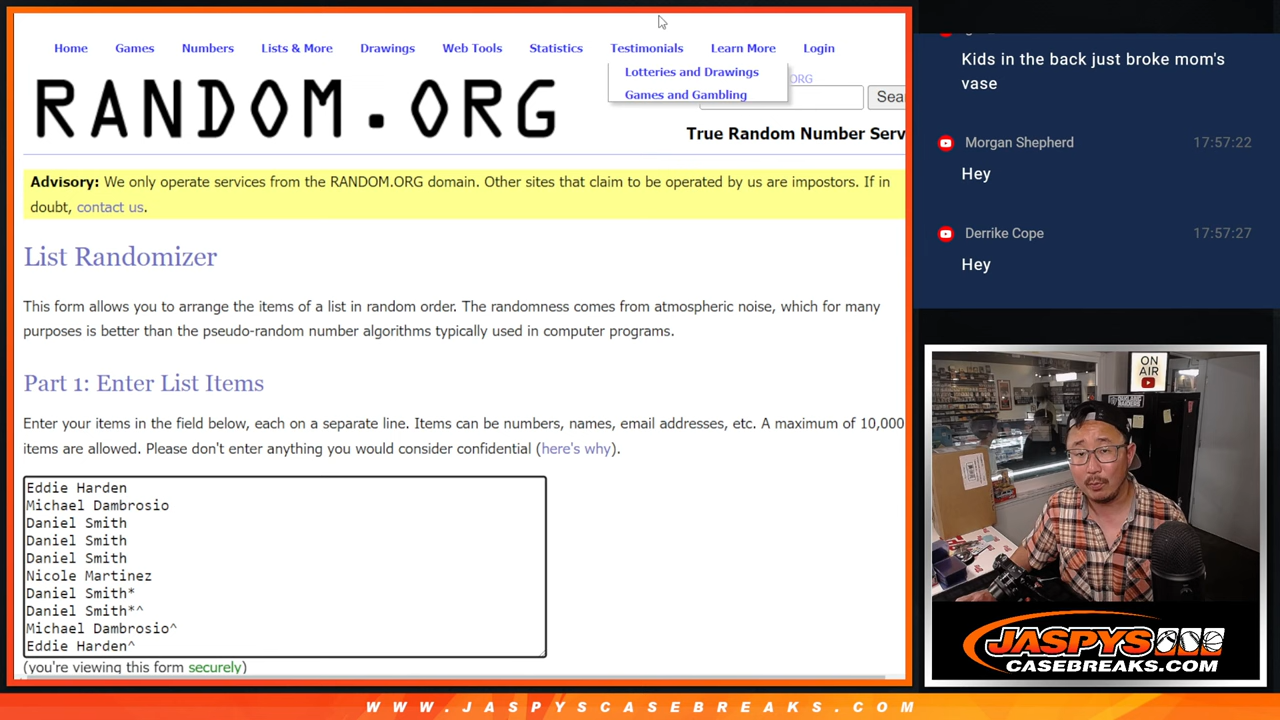 Home Games Numbers Lists & More Drawings Web Tools Statistics Testimonials Learn More Login
Lotteries and Drawings
Games and Gambling
ORG
RANDOM.ORG
Sea
True Random Number Serv
Advisory: We only operate services from the RANDOM.ORG domain. Other sites that claim to be operated by us are impostors. If in
doubt, contact us.
List Randomizer
This form allows you to arrange the items of a list in random order. The randomness comes from atmospheric noise, which for many
purposes is better than the pseudo-random number algorithms typically used in computer programs.
Part 1: Enter List Items
Enter your items in the field below, each on a separate line. Items can be numbers, names, email addresses, etc. A maximum of 10,000
items are allowed. Please don't enter anything you would consider confidential (here's why).
Eddie Harden
Michael Dambrosio
Daniel Smith
Daniel Smith
Daniel Smith
Nicole Martinez
Daniel Smith*
Daniel Smith*^
Michael Dambrosio^
Eddie Harden^
(you're viewing this form securely)
Kids in the back just broke mom's
vase
Morgan Shepherd 17:57:22
Hey
Derrike Cope 17:57:27
Hey
ON
AIR
JASPYS
CASEBREAKS.COM
WWW.JASPYSCASEBREAKS.COM